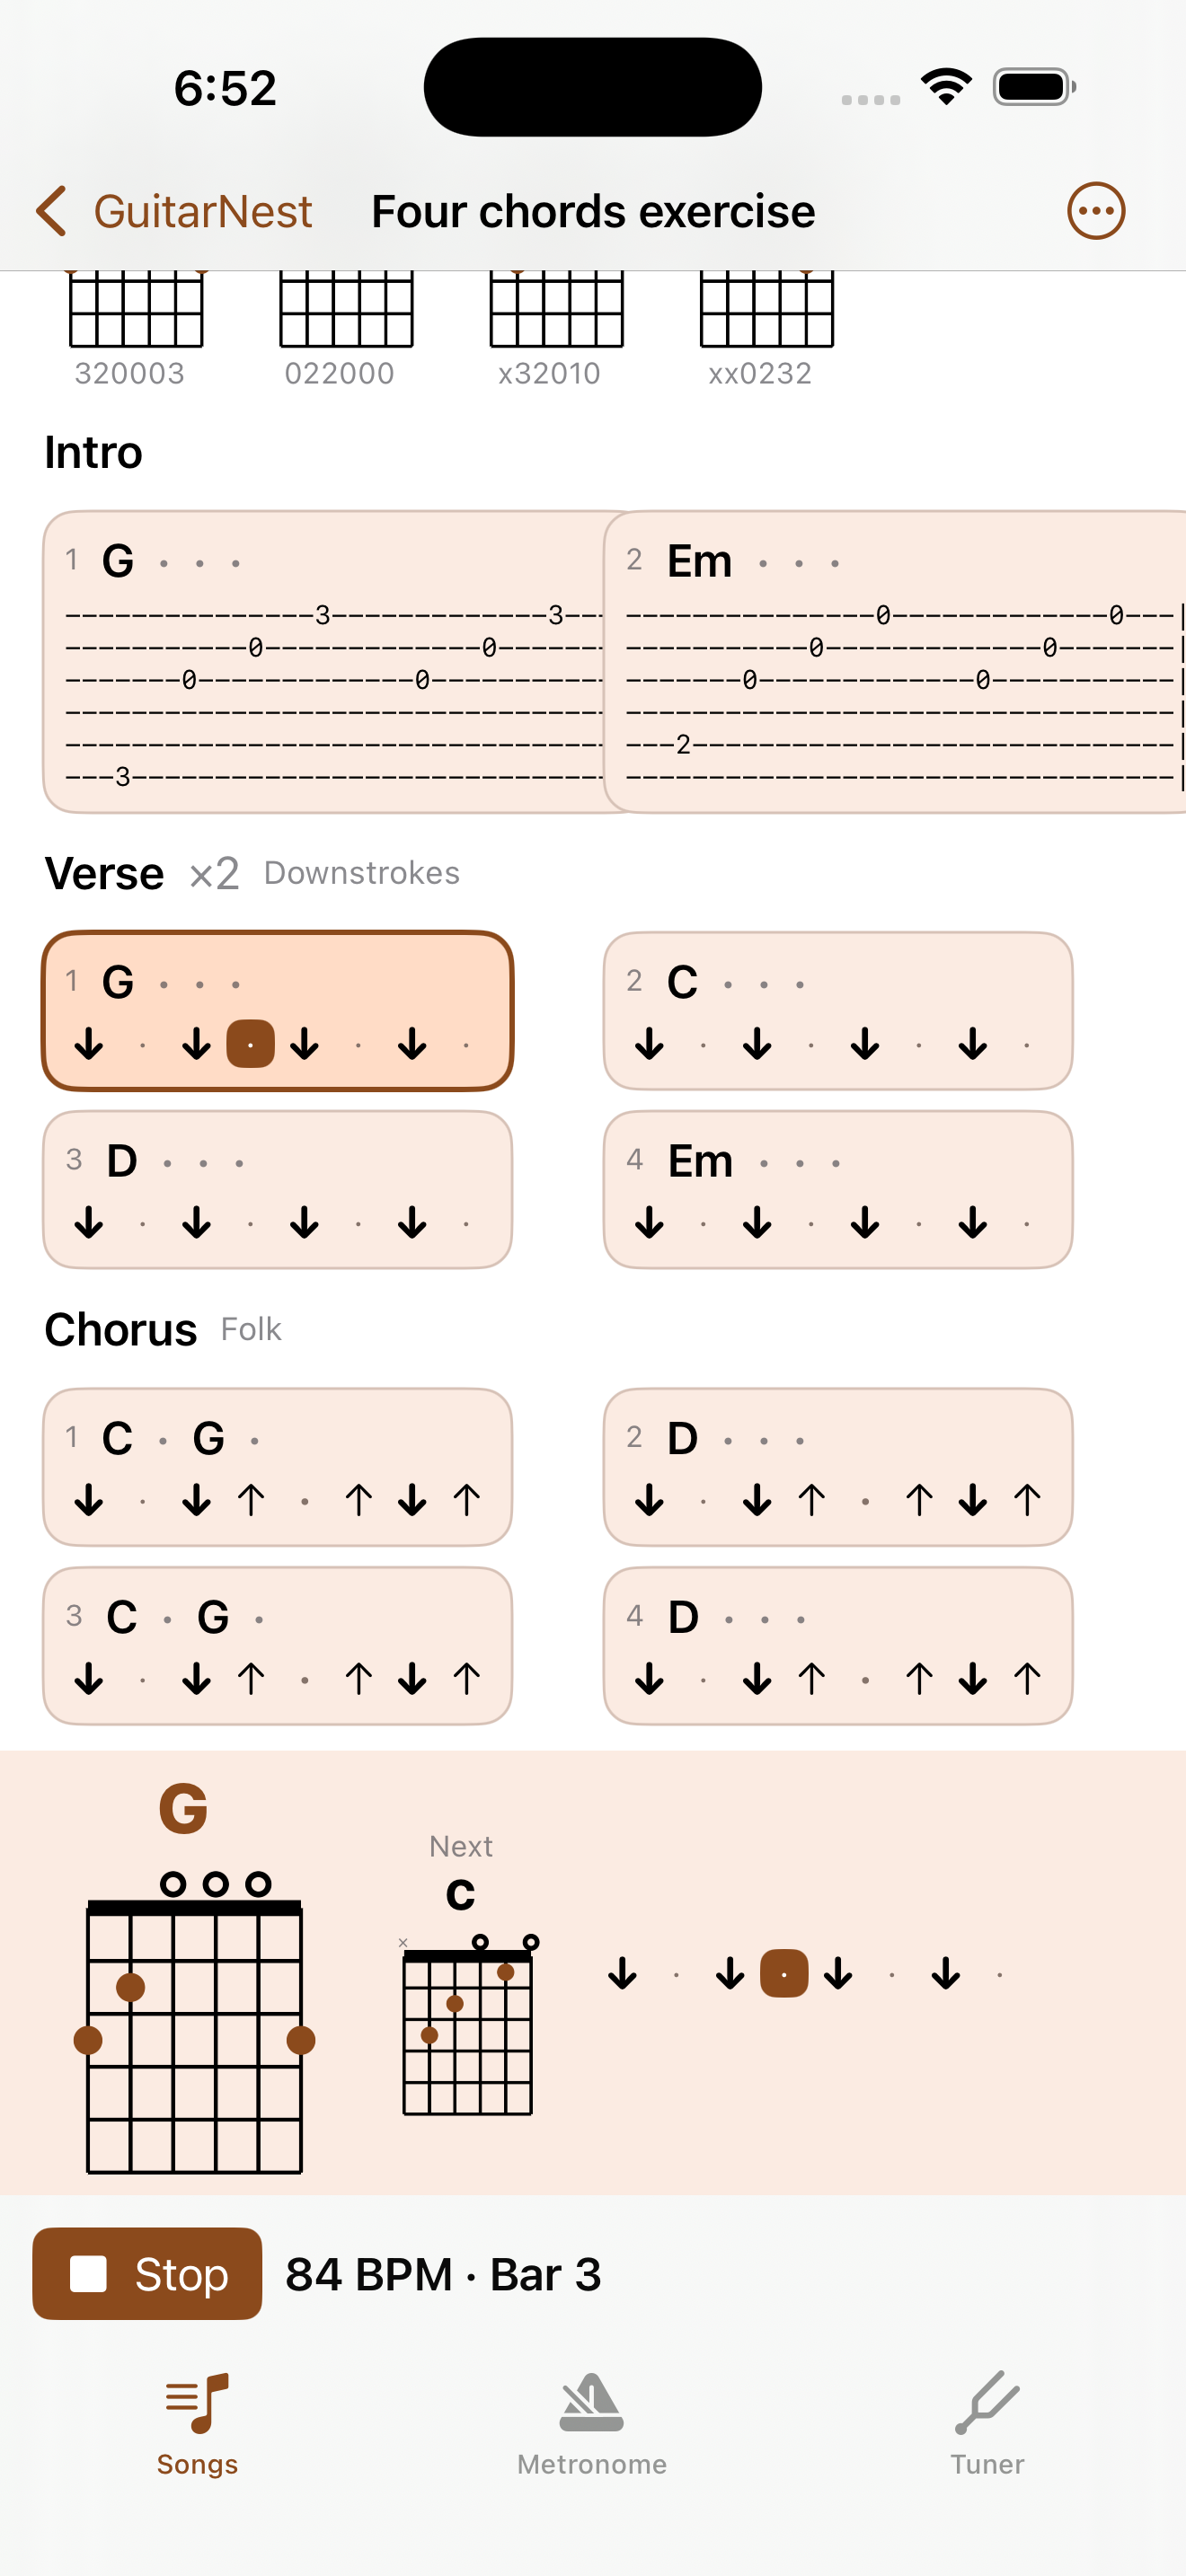 6:52
GuitarNest
Four chords exercise
320003 022000 x32010 xx0232
Intro
1 G · · ·
---------------3-------------3--
-----------0-------------0------
-------0-------------0----------
--------------------------------
--------------------------------
---3----------------------------
2 Em · · ·
---------------0-------------0---|
-----------0-------------0-------|
-------0-------------0-----------|
---------------------------------|
---2-----------------------------|
---------------------------------|
Verse ×2 Downstrokes
1 G · · ·
↓ · ↓ · ↓ · ↓ ·
2 C · · ·
↓ · ↓ · ↓ · ↓ ·
3 D · · ·
↓ · ↓ · ↓ · ↓ ·
4 Em · · ·
↓ · ↓ · ↓ · ↓ ·
Chorus Folk
1 C · G ·
↓ · ↓ ↑ · ↑ ↓ ↑
2 D · · ·
↓ · ↓ ↑ · ↑ ↓ ↑
3 C · G ·
↓ · ↓ ↑ · ↑ ↓ ↑
4 D · · ·
↓ · ↓ ↑ · ↑ ↓ ↑
G
Next
C
×
↓ · ↓ · ↓ · ↓ ·
Stop
84 BPM · Bar 3
Songs
Metronome
Tuner